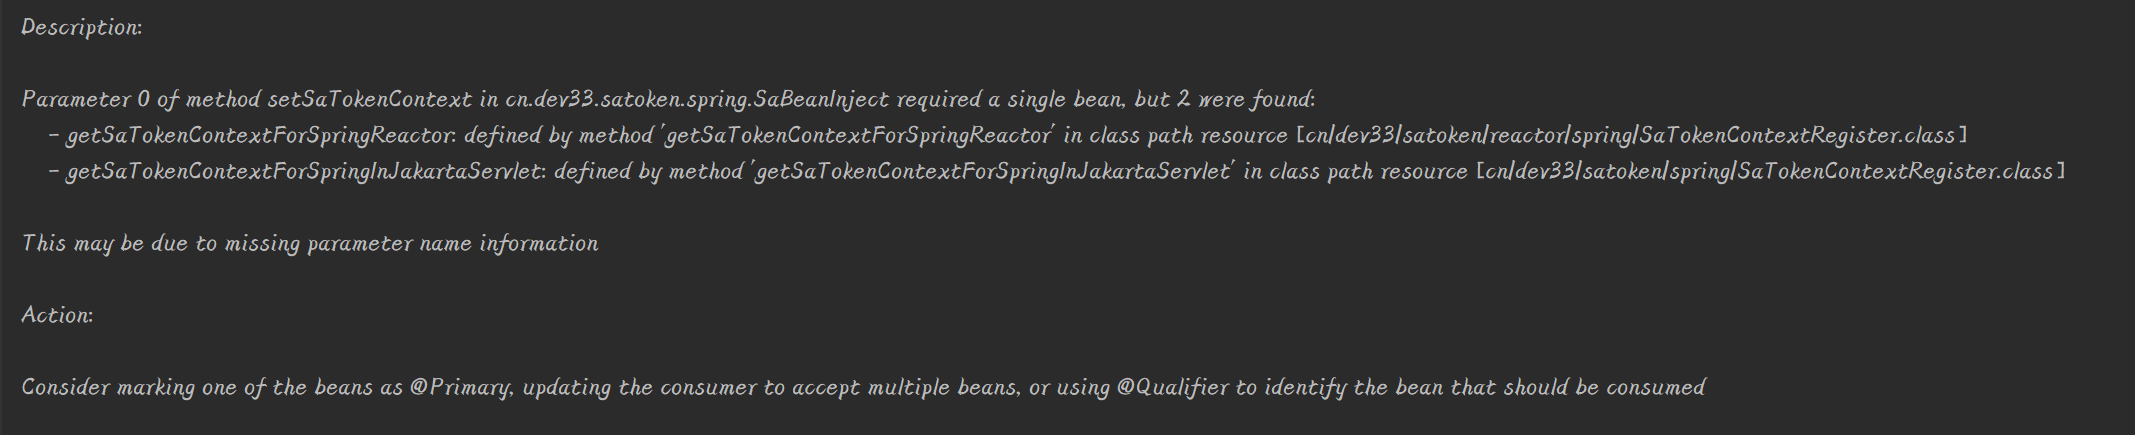 Description:
Parameter 0 of method setSaTokenContext in cn.dev33.satoken.spring.SaBeanInject required a single bean, but 2 were found:
- getSaTokenContextForSpringReactor: defined by method 'getSaTokenContextForSpringReactor' in class path resource [cn/dev33/satoken/reactor/spring/SaTokenContextRegister.class]
- getSaTokenContextForSpringInJakartaServlet: defined by method 'getSaTokenContextForSpringInJakartaServlet' in class path resource [cn/dev33/satoken/spring/SaTokenContextRegister.class]
This may be due to missing parameter name information
Action:
Consider marking one of the beans as @Primary, updating the consumer to accept multiple beans, or using @Qualifier to identify the bean that should be consumed